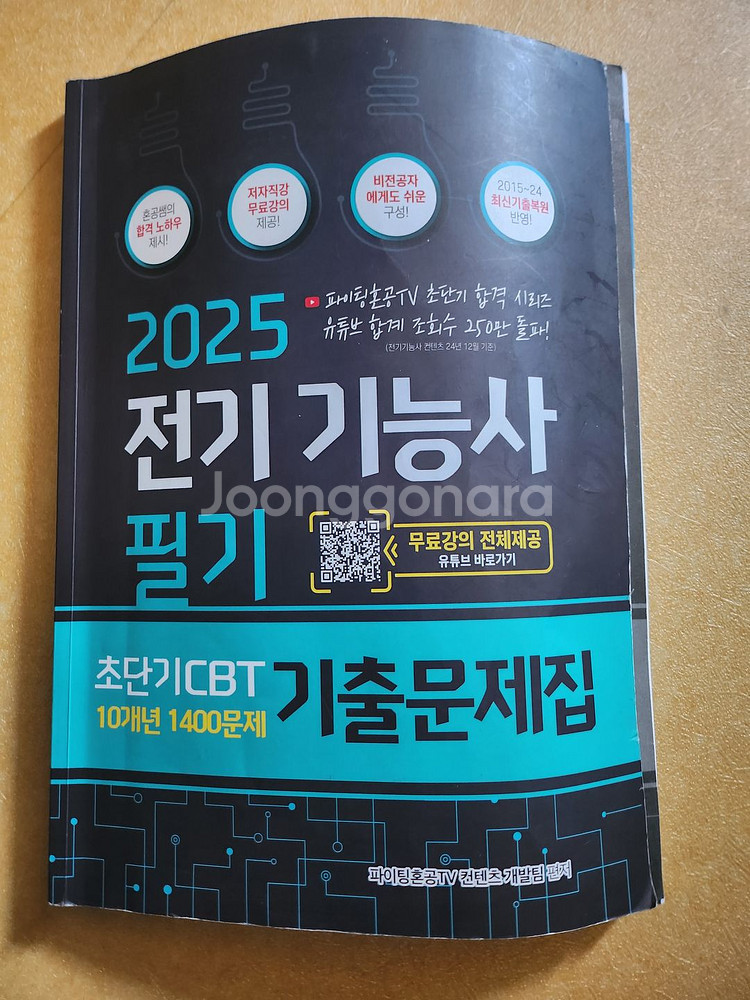 혼공쌤의
합격 노하우
제시!
저자직강
무료강의
제공!
비전공자
에게도 쉬운
구성!
2015~24
최신기출복원
반영!
2025
파이팅혼공TV 초단기 합격 시리즈
유튜브 합계 조회수 250만 돌파!
(전기기능사 컨텐츠 24년 12월 기준)
전기 기능사
Joonggonara
필기
무료강의 전체제공
유튜브 바로가기
초단기CBT
10개년 1400문제
기출문제집
파이팅혼공TV 컨텐츠 개발팀 편저